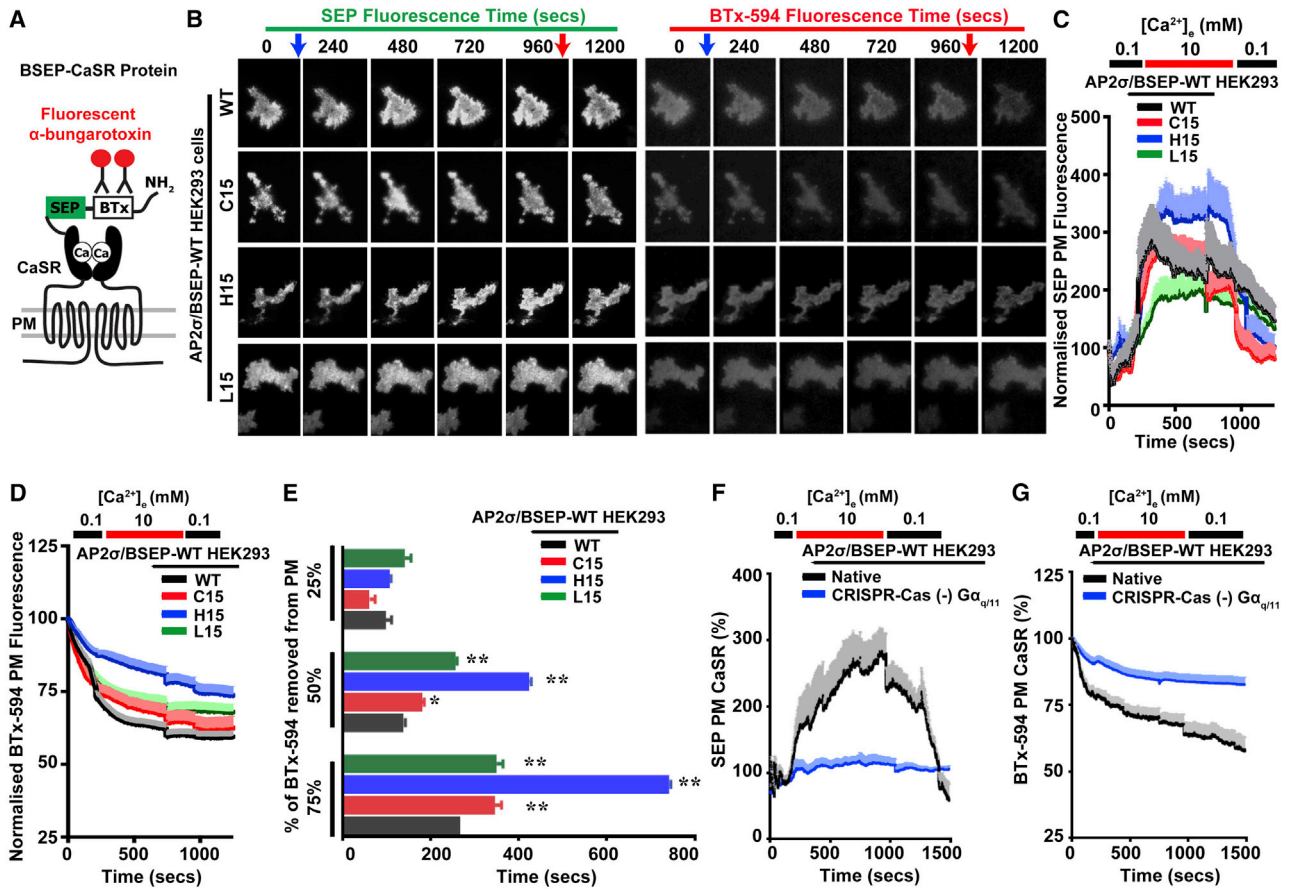 A
BSEP-CaSR Protein
Fluorescent
α-bungarotoxin
NH2
SEP
BTx
Ca Ca
CaSR
PM
B
SEP Fluorescence Time (secs)
0 240 480 720 960 1200
BTx-594 Fluorescence Time (secs)
0 240 480 720 960 1200
AP2σ/BSEP-WT HEK293 cells
WT
C15
H15
L15
C
[Ca2+]e (mM)
0.1 10 0.1
AP2σ/BSEP-WT HEK293
WT
C15
H15
L15
Normalised SEP PM Fluorescence
500
400
300
200
100
0
0 500 1000
Time (secs)
D
[Ca2+]e (mM)
0.1 10 0.1
AP2σ/BSEP-WT HEK293
WT
C15
H15
L15
Normalised BTx-594 PM Fluorescence
125
100
75
50
25
0 500 1000
Time (secs)
E
AP2σ/BSEP-WT HEK293
WT
C15
H15
L15
% of BTx-594 removed from PM
25%
50%
**
**
*
75%
**
**
**
0 200 400 600 800
Time (secs)
F
[Ca2+]e (mM)
0.1 10 0.1
AP2σ/BSEP-WT HEK293
Native
CRISPR-Cas (-) Gαq/11
SEP PM CaSR (%)
400
300
200
100
0
0 500 1000 1500
Time (secs)
G
[Ca2+]e (mM)
0.1 10 0.1
AP2σ/BSEP-WT HEK293
Native
CRISPR-Cas (-) Gαq/11
BTx-594 PM CaSR (%)
125
100
75
50
25
0 500 1000 1500
Time (secs)